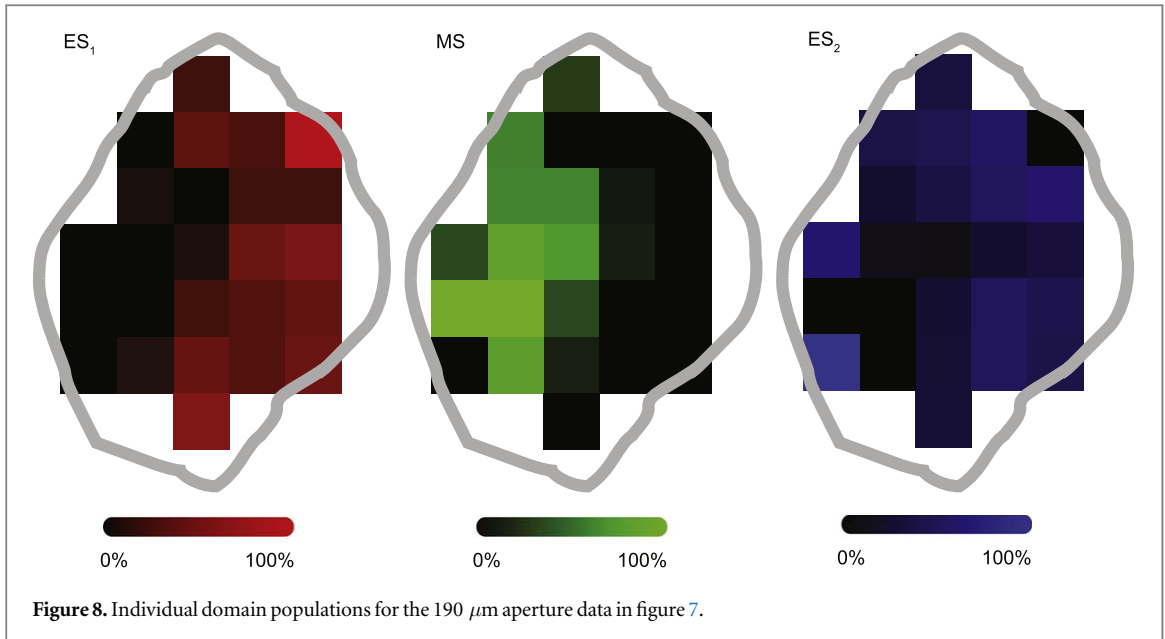 ES₁ MS ES₂
0% 100% 0% 100% 0% 100%
Figure 8. Individual domain populations for the 190 μm aperture data in figure 7.